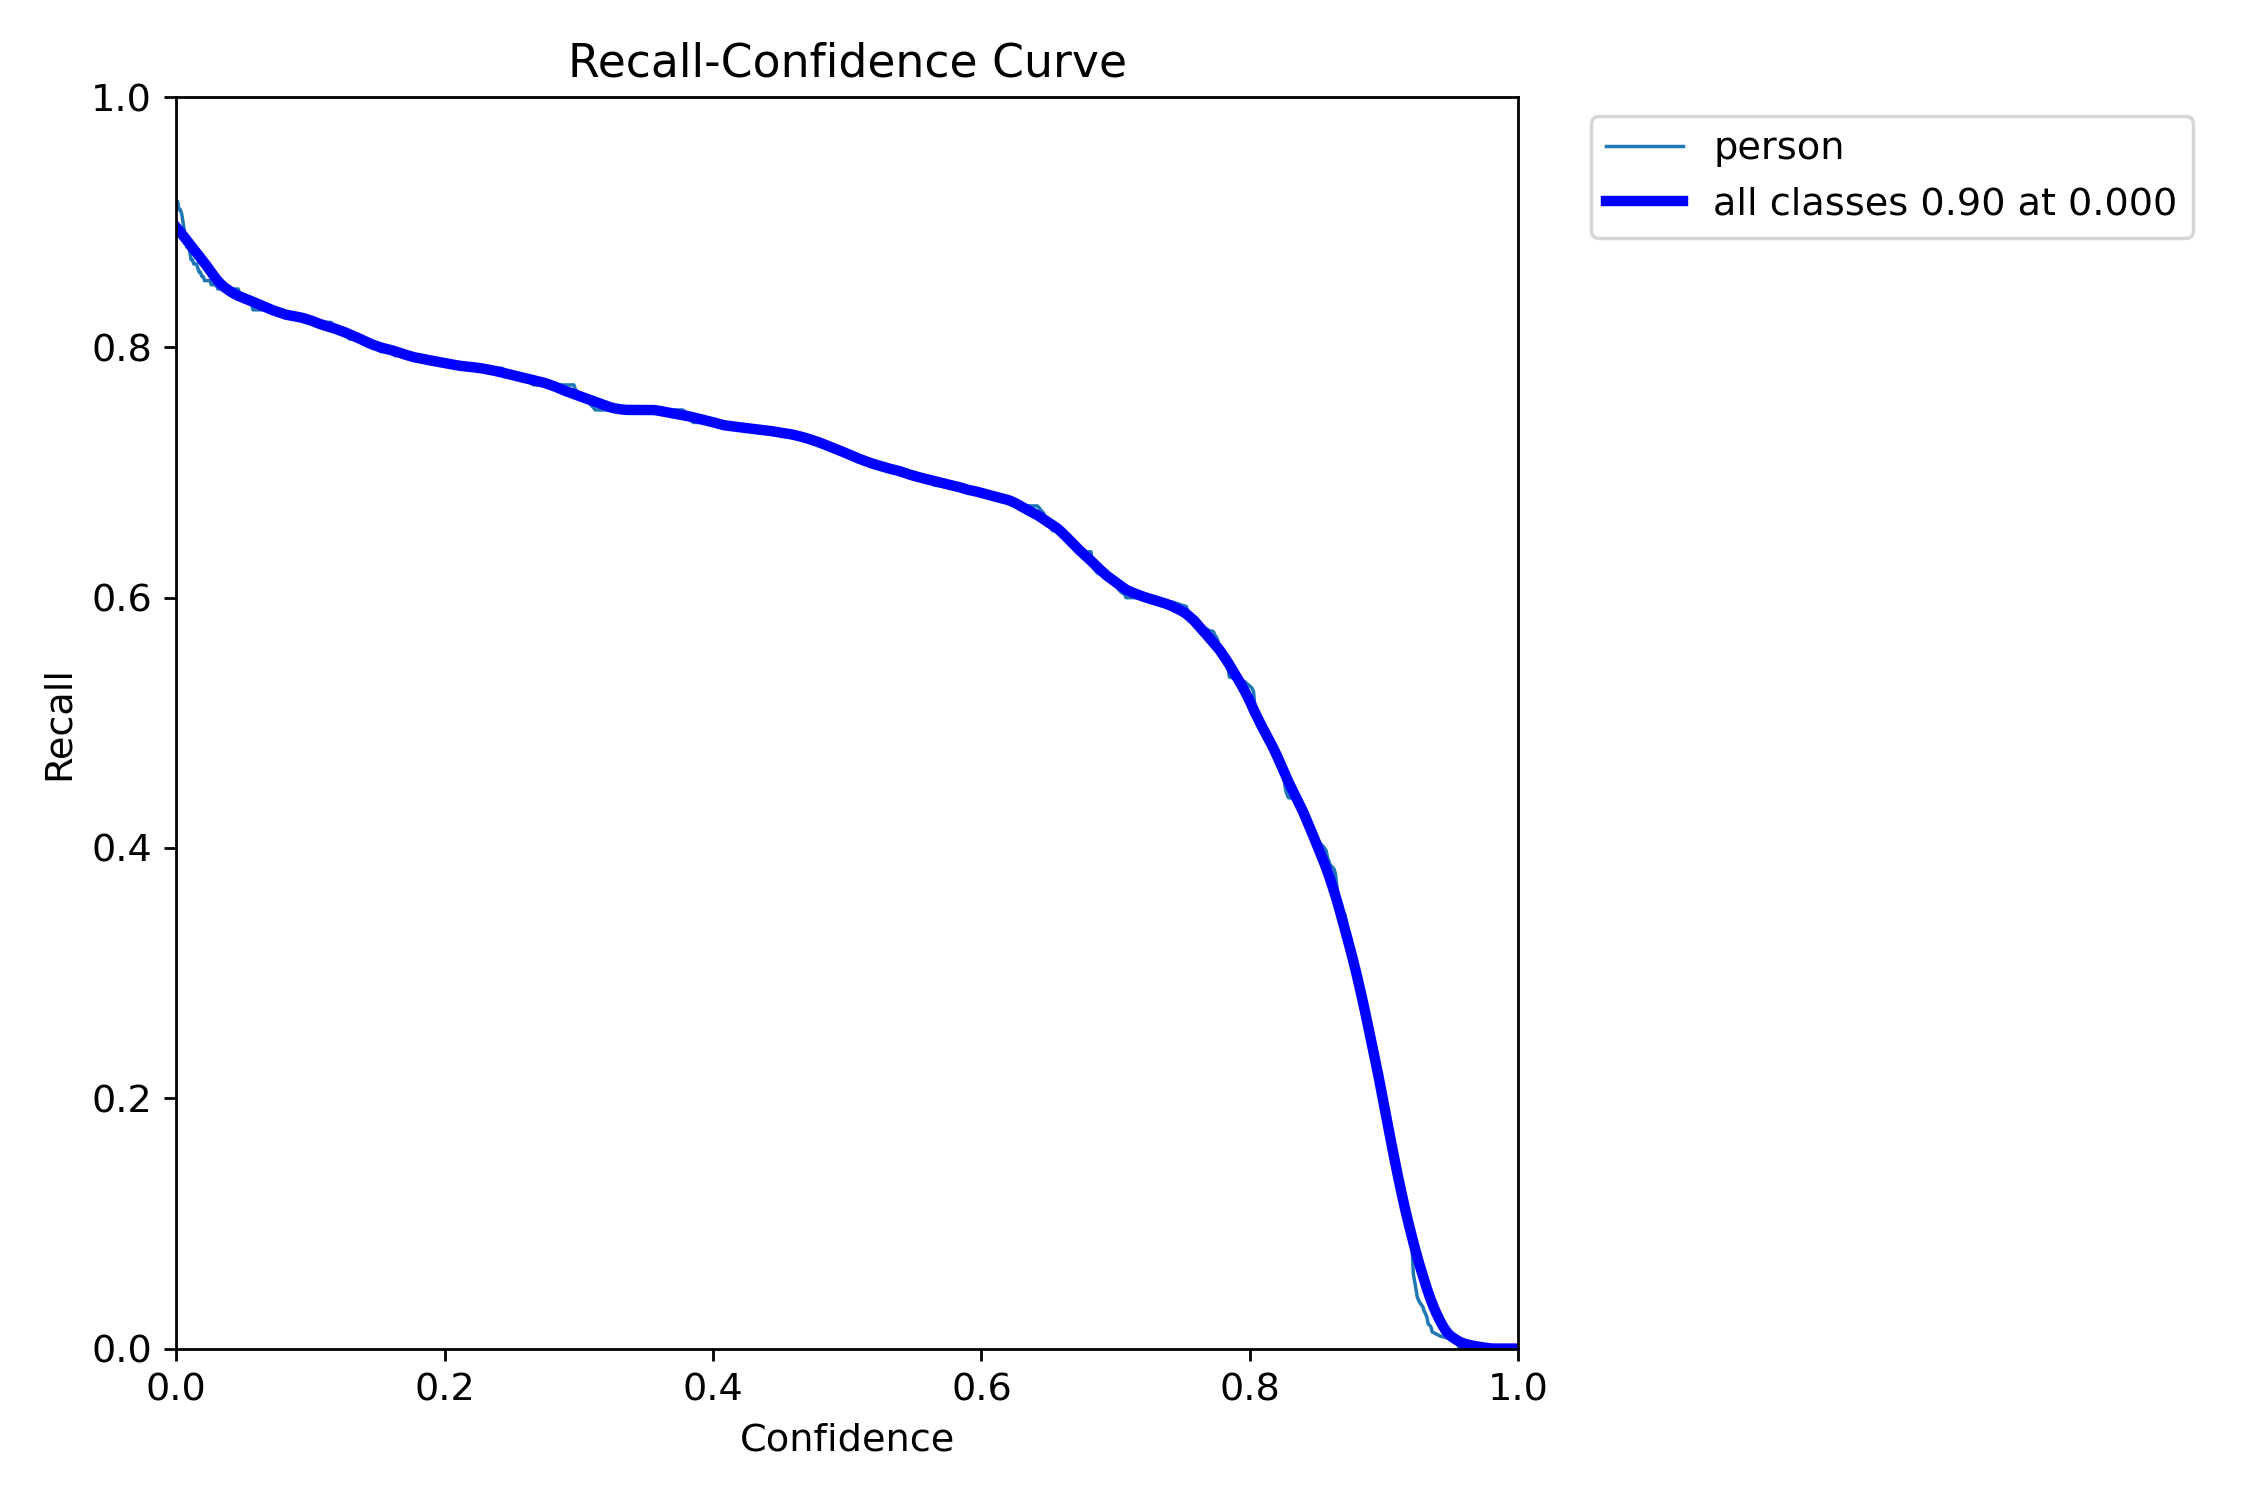 Recall-Confidence Curve
1.0
0.8
0.6
0.4
0.2
0.0
Recall
0.0 0.2 0.4 0.6 0.8 1.0
Confidence
person
all classes 0.90 at 0.000